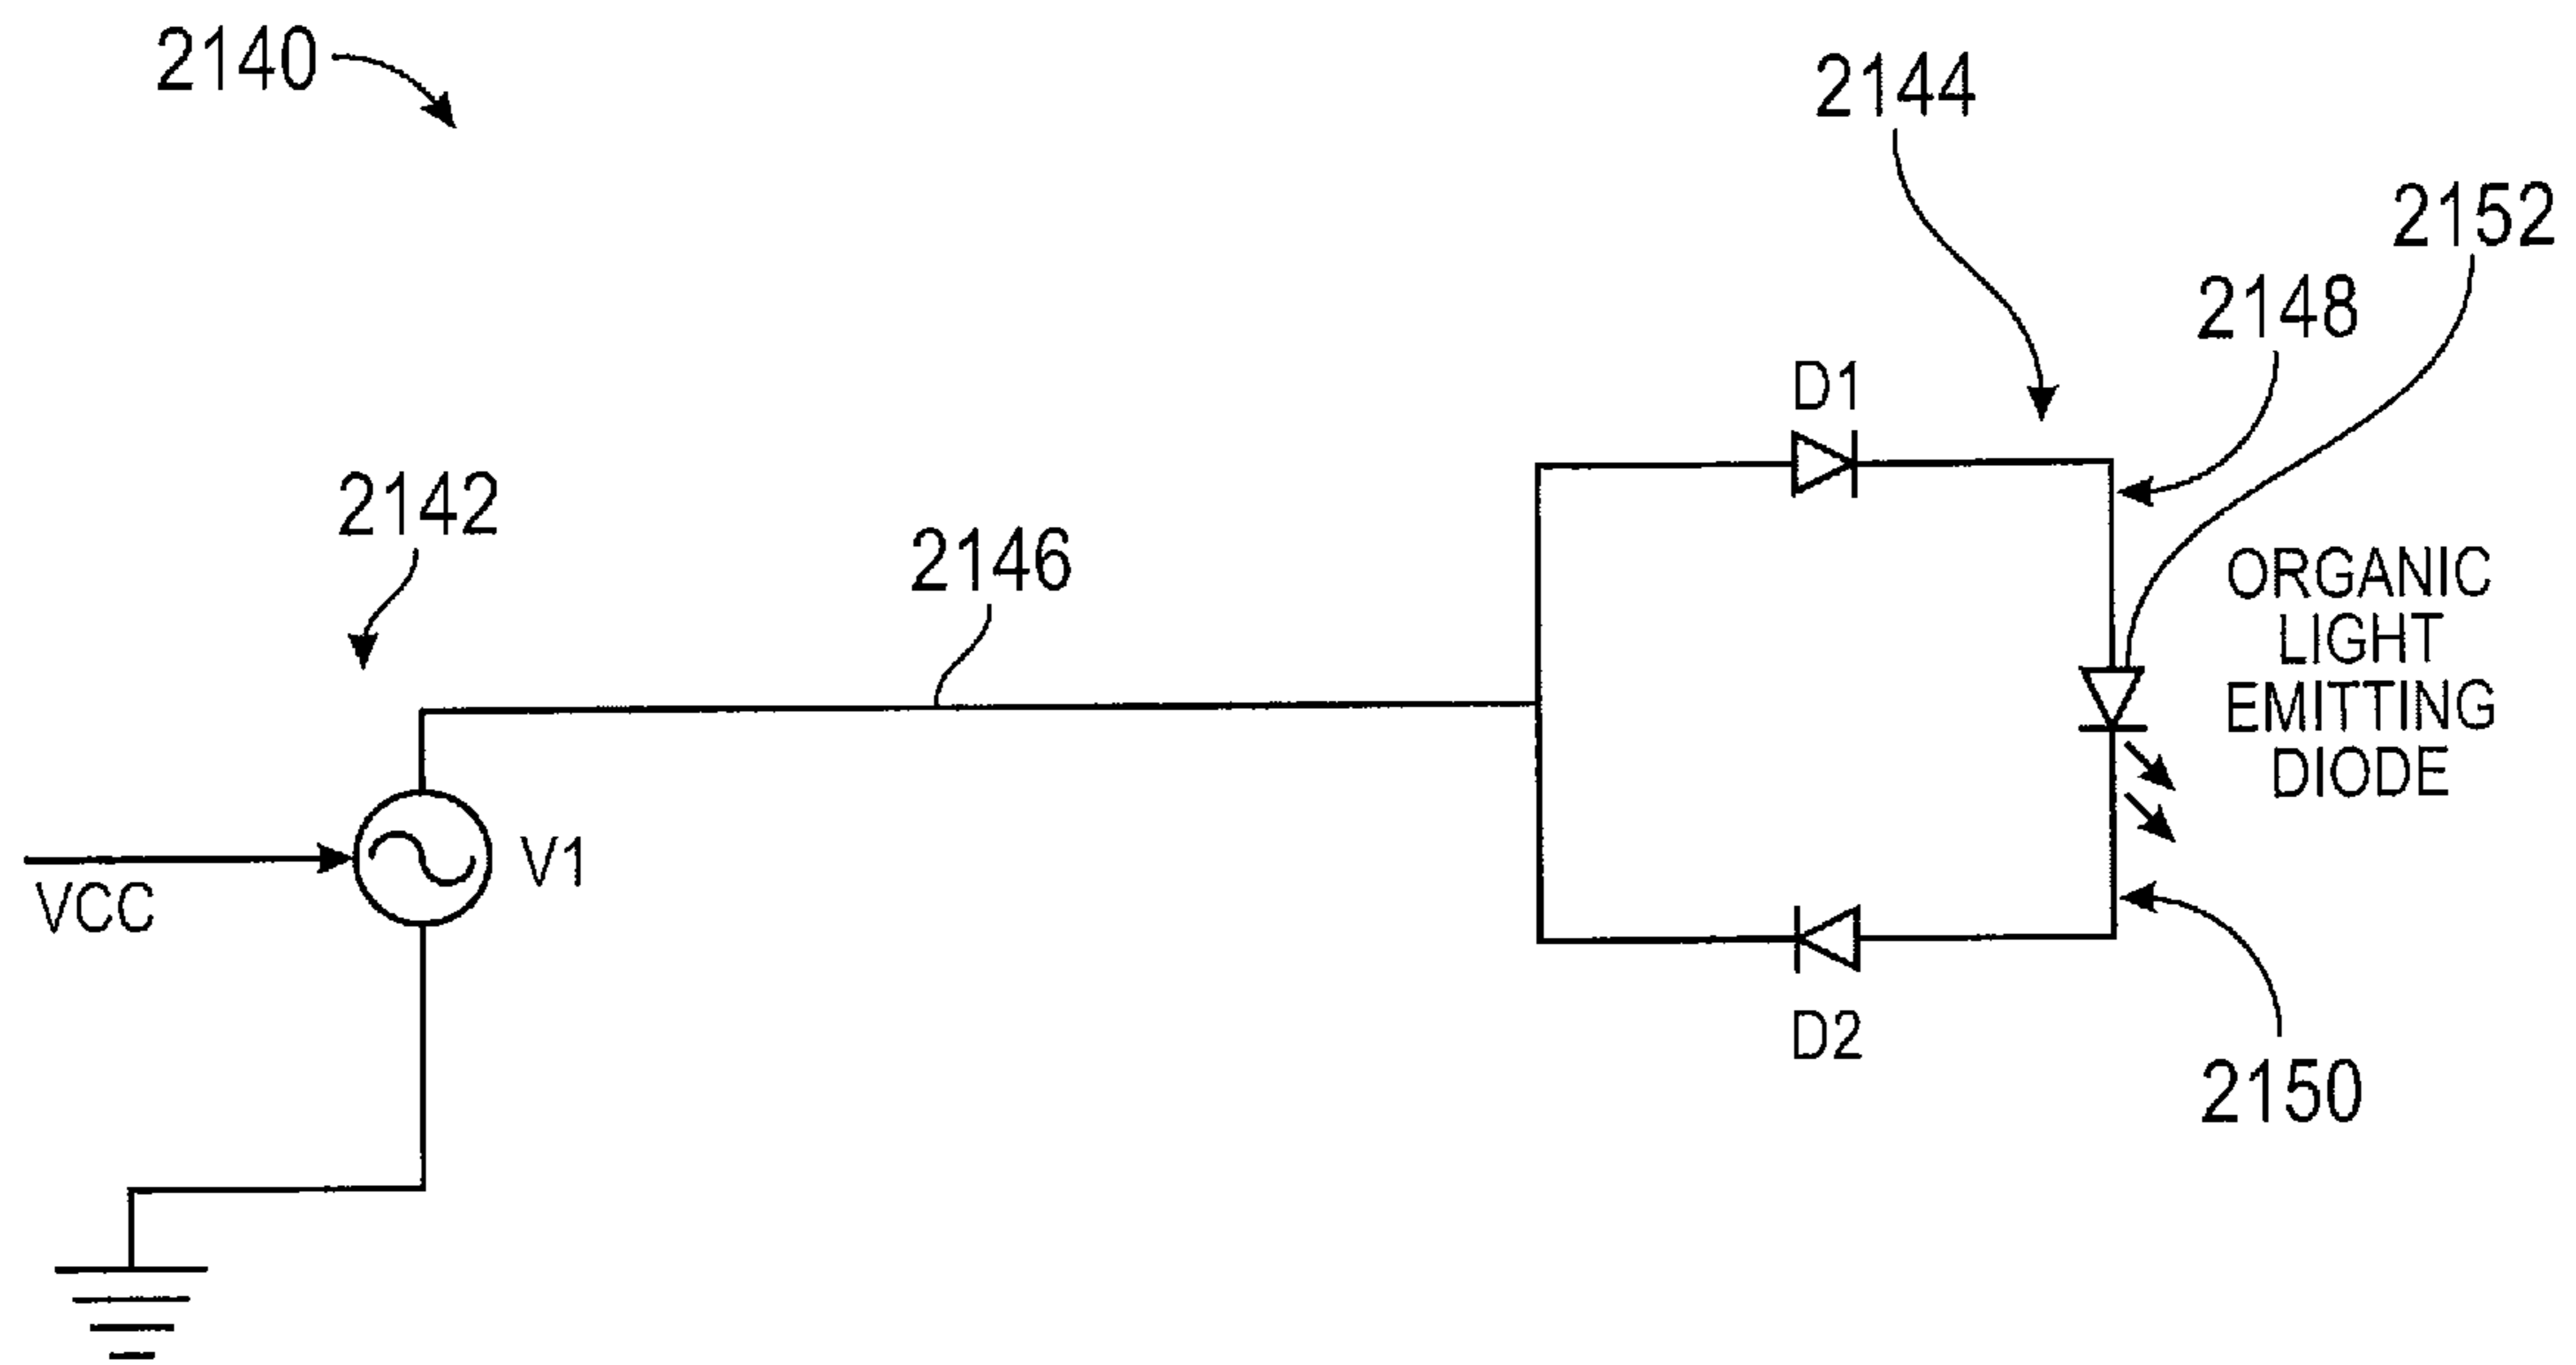 2140
2144
2152
2148
D1
2142
2146
ORGANIC
LIGHT
EMITTING
DIODE
V1
VCC
D2
2150